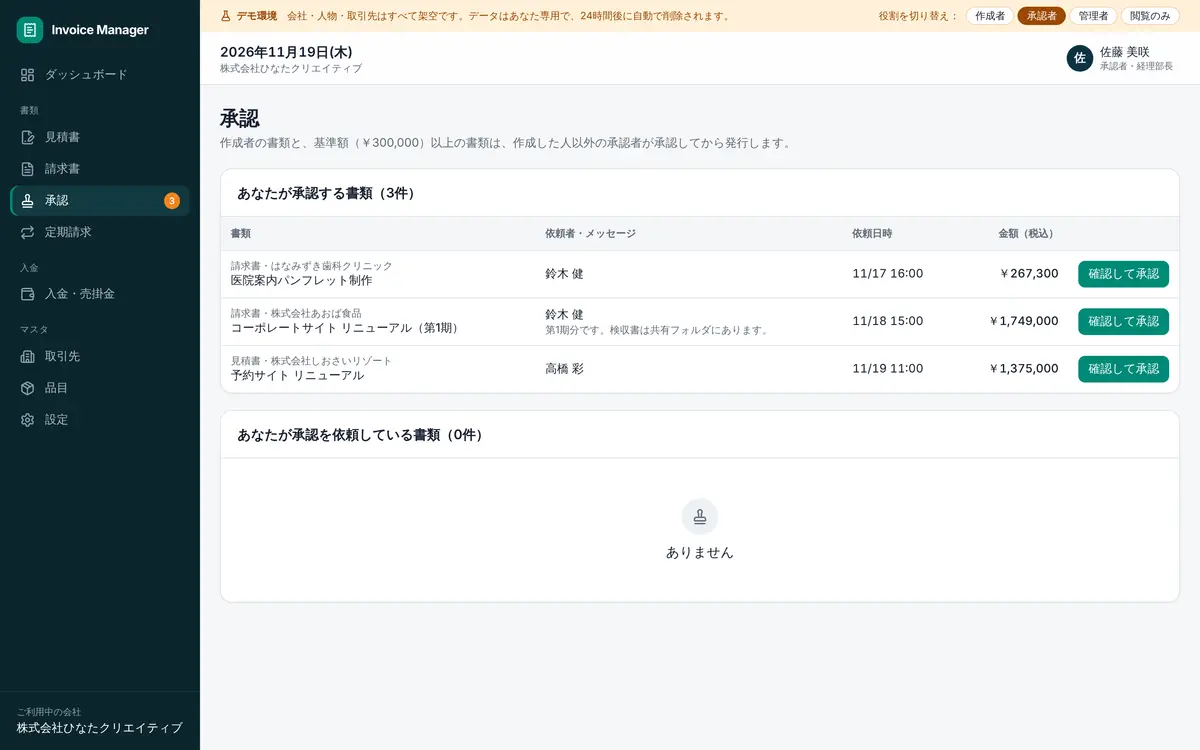 Invoice Manager
ダッシュボード
書類
見積書
請求書
承認
3
定期請求
入金
入金・売掛金
マスタ
取引先
品目
設定
ご利用中の会社
株式会社ひなたクリエイティブ
デモ環境 会社・人物・取引先はすべて架空です。データはあなた専用で、24時間後に自動で削除されます。
役割を切り替え： 作成者 承認者 管理者 閲覧のみ
2026年11月19日(木)
株式会社ひなたクリエイティブ
佐
佐藤 美咲
承認者・経理部長
承認
作成者の書類と、基準額（￥300,000）以上の書類は、作成した人以外の承認者が承認してから発行します。
あなたが承認する書類（3件）
書類 依頼者・メッセージ 依頼日時 金額（税込）
請求書・はなみずき歯科クリニック
医院案内パンフレット制作
鈴木 健
11/17 16:00
￥267,300
確認して承認
請求書・株式会社あおば食品
コーポレートサイト リニューアル（第1期）
鈴木 健
第1期分です。検収書は共有フォルダにあります。
11/18 15:00
￥1,749,000
確認して承認
見積書・株式会社しおさいリゾート
予約サイト リニューアル
高橋 彩
11/19 11:00
￥1,375,000
確認して承認
あなたが承認を依頼している書類（0件）
ありません